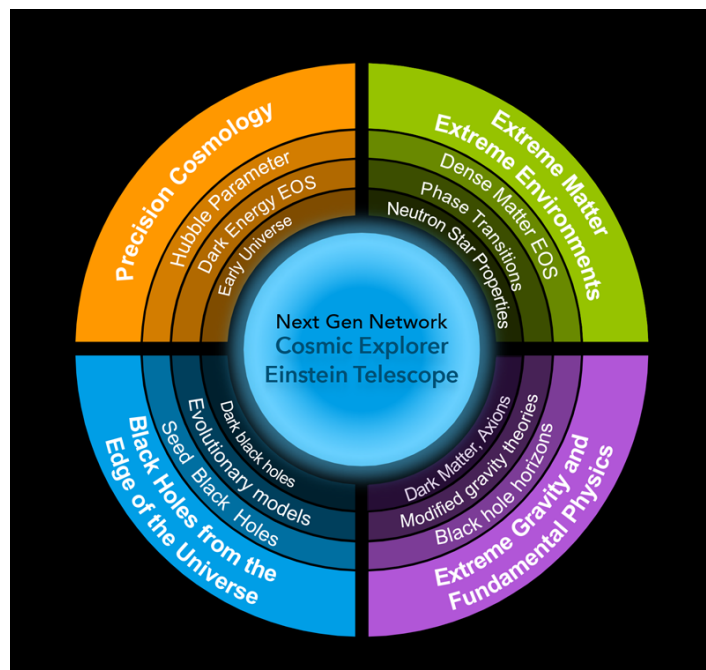 Precision Cosmology
Hubble Parameter
Dark Energy EOS
Early Universe
Extreme Matter
Extreme Environments
Dense Matter EOS
Phase Transitions
Neutron Star Properties
Next Gen Network
Cosmic Explorer
Einstein Telescope
Dark black holes
Evolutionary models
Seed Black Holes
Black Holes from the
Edge of the Universe
Dark Matter, Axions
Modified gravity theories
Black hole horizons
Extreme Gravity and
Fundamental Physics